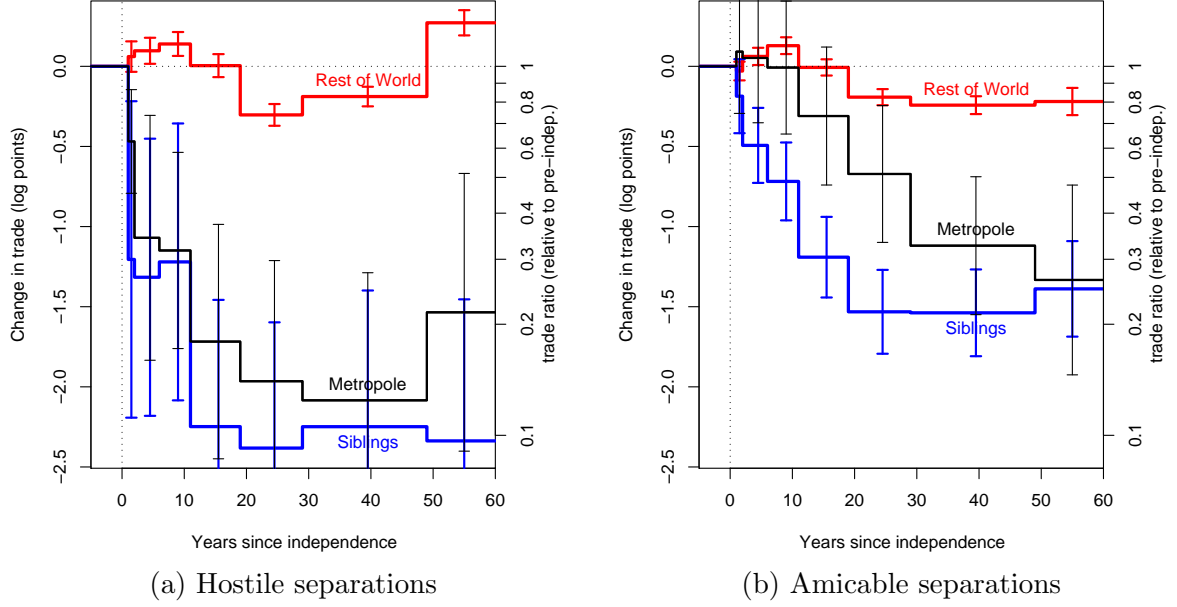 0.0
−0.5
−1.0
−1.5
−2.0
−2.5
Change in trade (log points)
Rest of World
Metropole
Siblings
1
0.8
0.6
0.4
0.3
0.2
0.1
trade ratio (relative to pre−indep.)
0 10 20 30 40 50 60
Years since independence
(a) Hostile separations
0.0
−0.5
−1.0
−1.5
−2.0
−2.5
Change in trade (log points)
Rest of World
Metropole
Siblings
1
0.8
0.6
0.4
0.3
0.2
0.1
trade ratio (relative to pre−indep.)
0 10 20 30 40 50 60
Years since independence
(b) Amicable separations